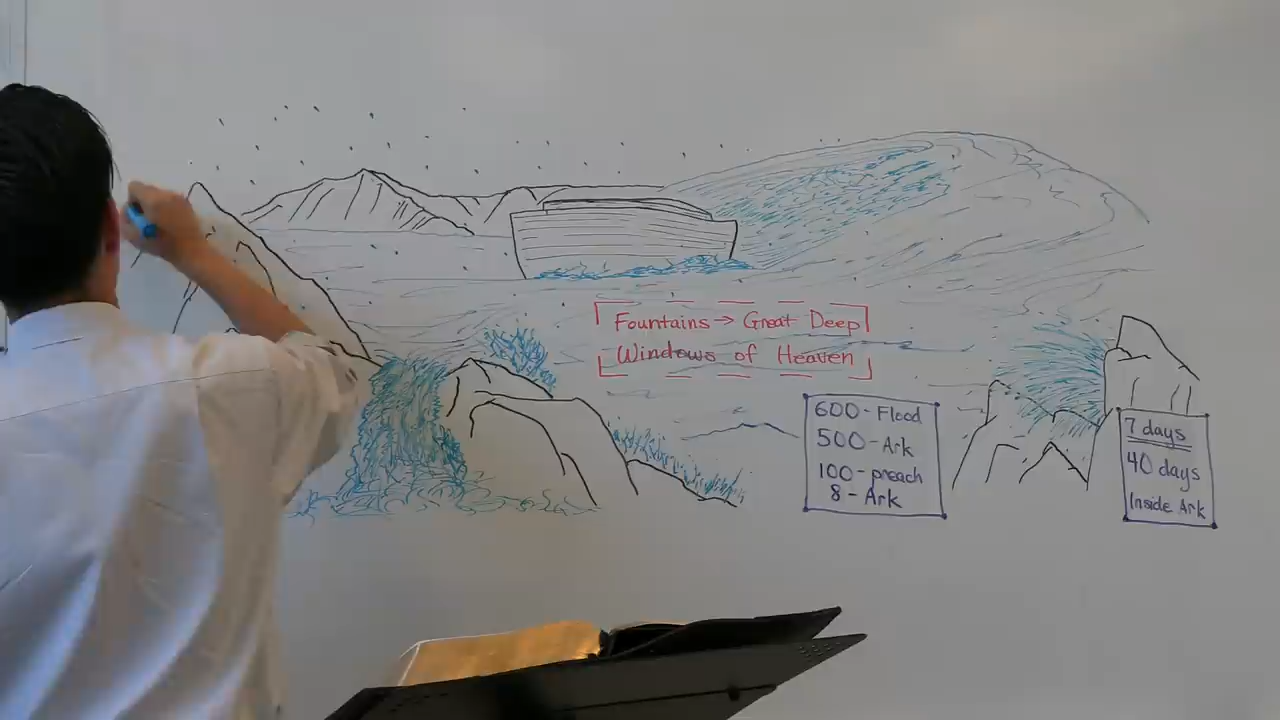 Fountains → Great Deep
Windows of Heaven
600 - Flood
500 - Ark
100 - preach
8 - Ark
7 days
40 days
Inside Ark